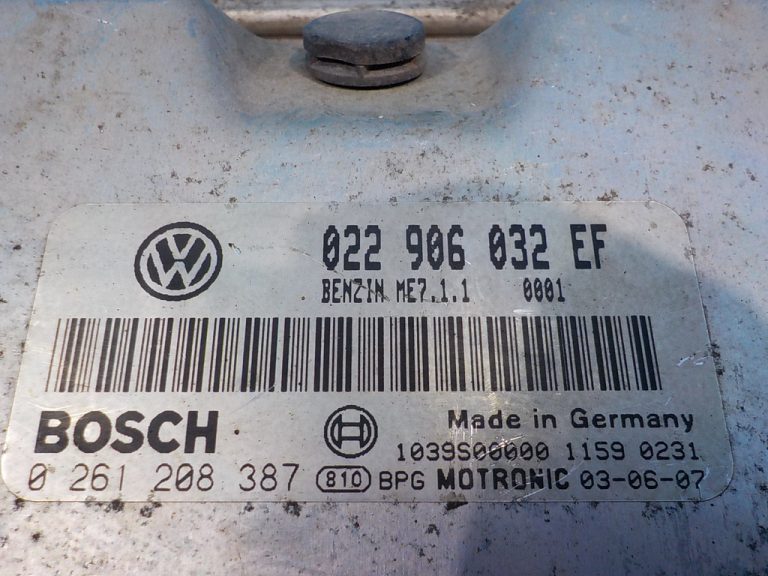 022 906 032 EF
BENZIN ME7.1.1 0001
BOSCH
Made in Germany
1039S00000 1159 0231
0 261 208 387 810 BPG MOTRONIC 03-06-07